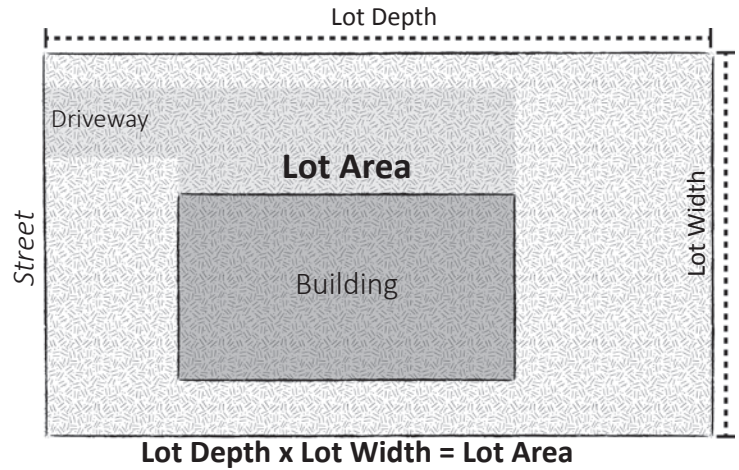 Lot Depth
Driveway
Lot Area
Lot Width
Street
Building
Lot Depth x Lot Width = Lot Area